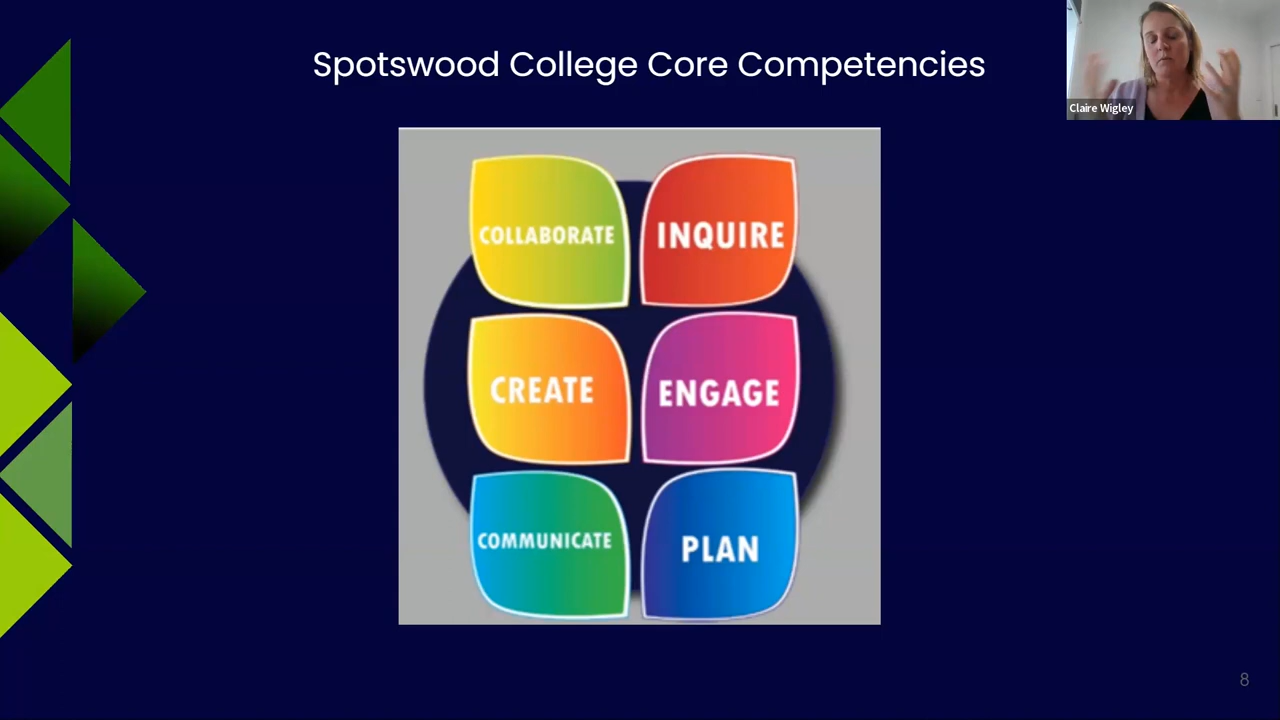 Spotswood College Core Competencies
Claire Wigley
COLLABORATE
INQUIRE
CREATE
ENGAGE
COMMUNICATE
PLAN
8